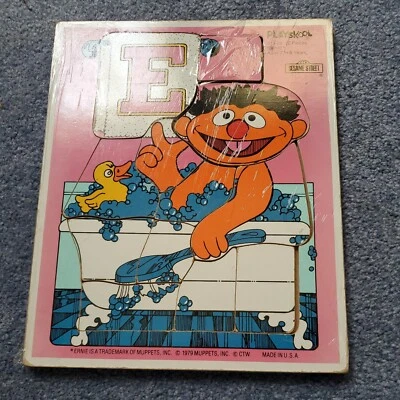 PLAYSKOOL
SESAME STREET
E
* ERNIE IS A TRADEMARK OF MUPPETS, INC. © 1979 MUPPETS, INC. © CTW MADE IN U.S.A.